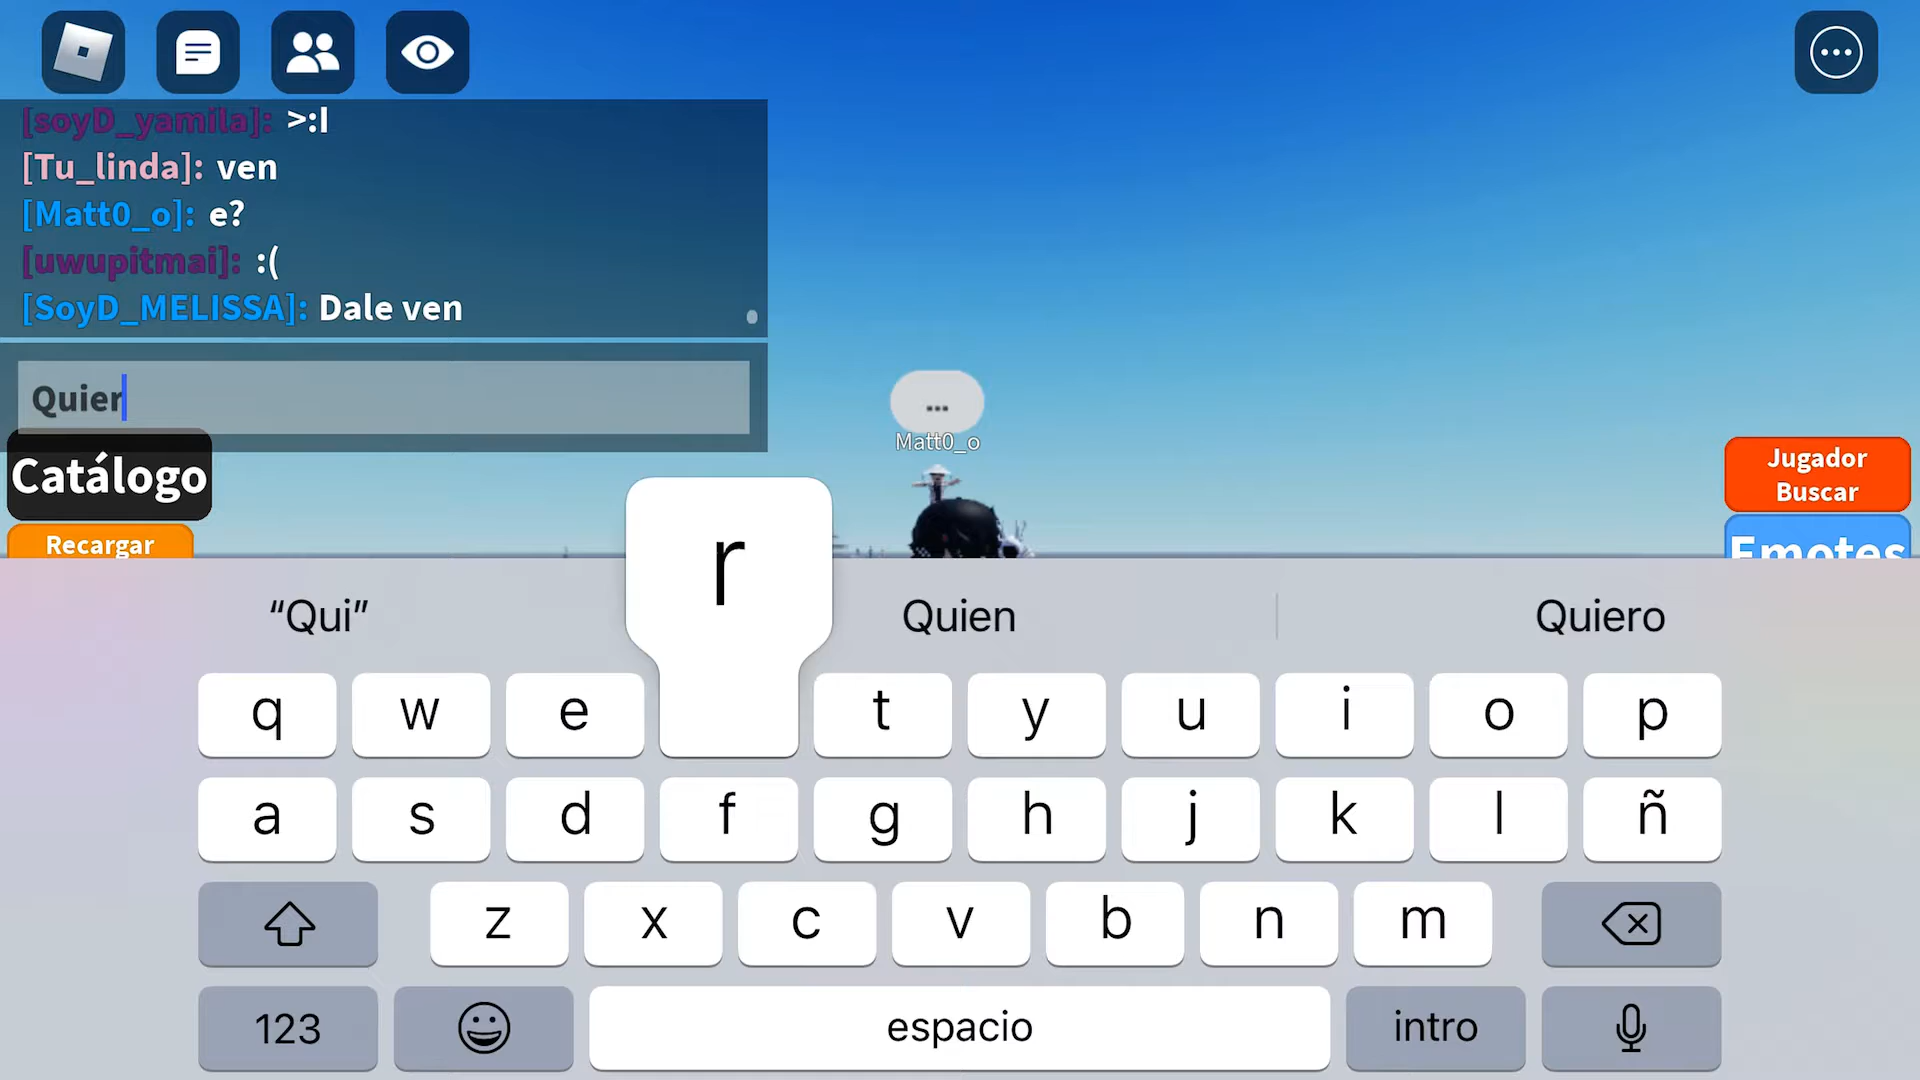 [soyD_yamila]: >:I
[Tu_linda]: ven
[Matt0_o]: e?
[uwupitmai]: :(
[SoyD_MELISSA]: Dale ven
Quier
...
Matt0_o
Catálogo
Recargar
Jugador
Buscar
Emotes
“Qui”
Quien
Quiero
r
q w e t y u i o p
a s d f g h j k l ñ
z x c v b n m
123
espacio
intro